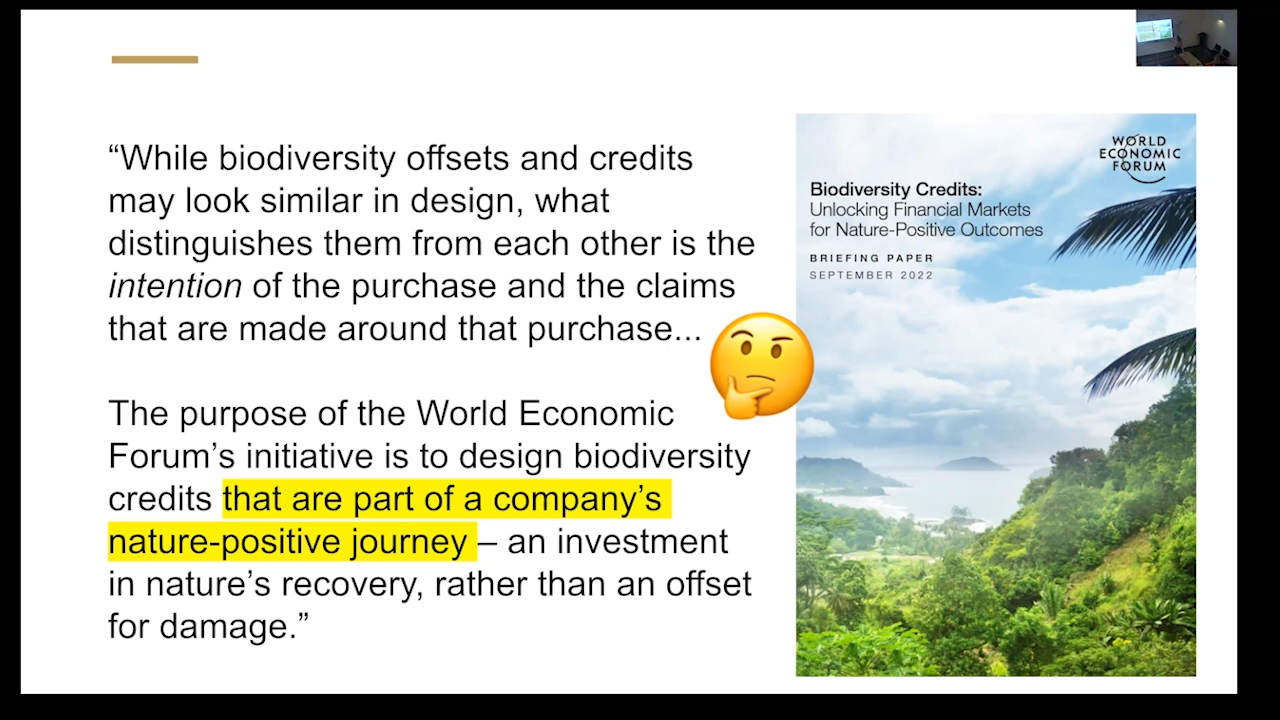 “While biodiversity offsets and credits
may look similar in design, what
distinguishes them from each other is the
intention of the purchase and the claims
that are made around that purchase...
The purpose of the World Economic
Forum’s initiative is to design biodiversity
credits that are part of a company’s
nature-positive journey – an investment
in nature’s recovery, rather than an offset
for damage.”
WORLD
ECONOMIC
FORUM
Biodiversity Credits:
Unlocking Financial Markets
for Nature-Positive Outcomes
BRIEFING PAPER
SEPTEMBER 2022